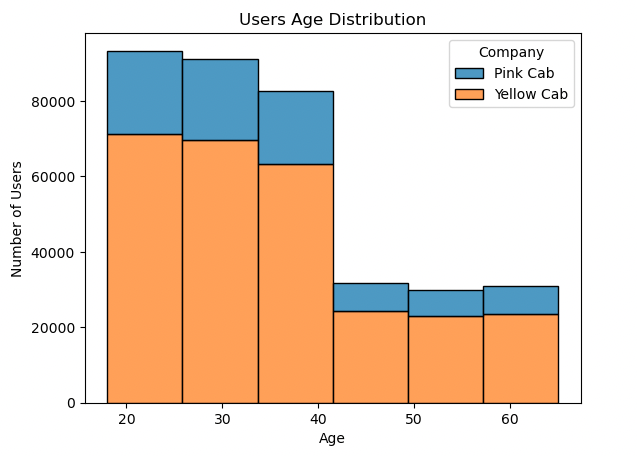 Users Age Distribution
Company
Pink Cab
Yellow Cab
Number of Users
80000
60000
40000
20000
0
20 30 40 50 60
Age